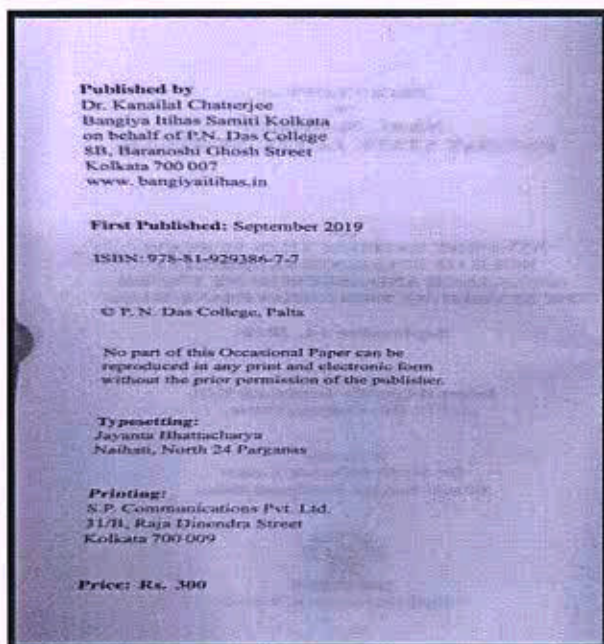 Published by
Dr. Kanailal Chatterjee
Bangiya Itihas Samiti Kolkata
on behalf of P.N. Das College
8B, Baranoshi Ghosh Street
Kolkata 700 007
www. bangiyaitihas.in
First Published: September 2019
ISBN: 978-81-929386-7-7
© P. N. Das College, Palta
No part of this Occasional Paper can be
reproduced in any print and electronic form
without the prior permission of the publisher.
Typesetting:
Jayanta Bhattacharya
Naihati, North 24 Parganas
Printing:
S.P. Communications Pvt. Ltd.
31/B, Raja Dinendra Street
Kolkata 700 009
Price: Rs. 300